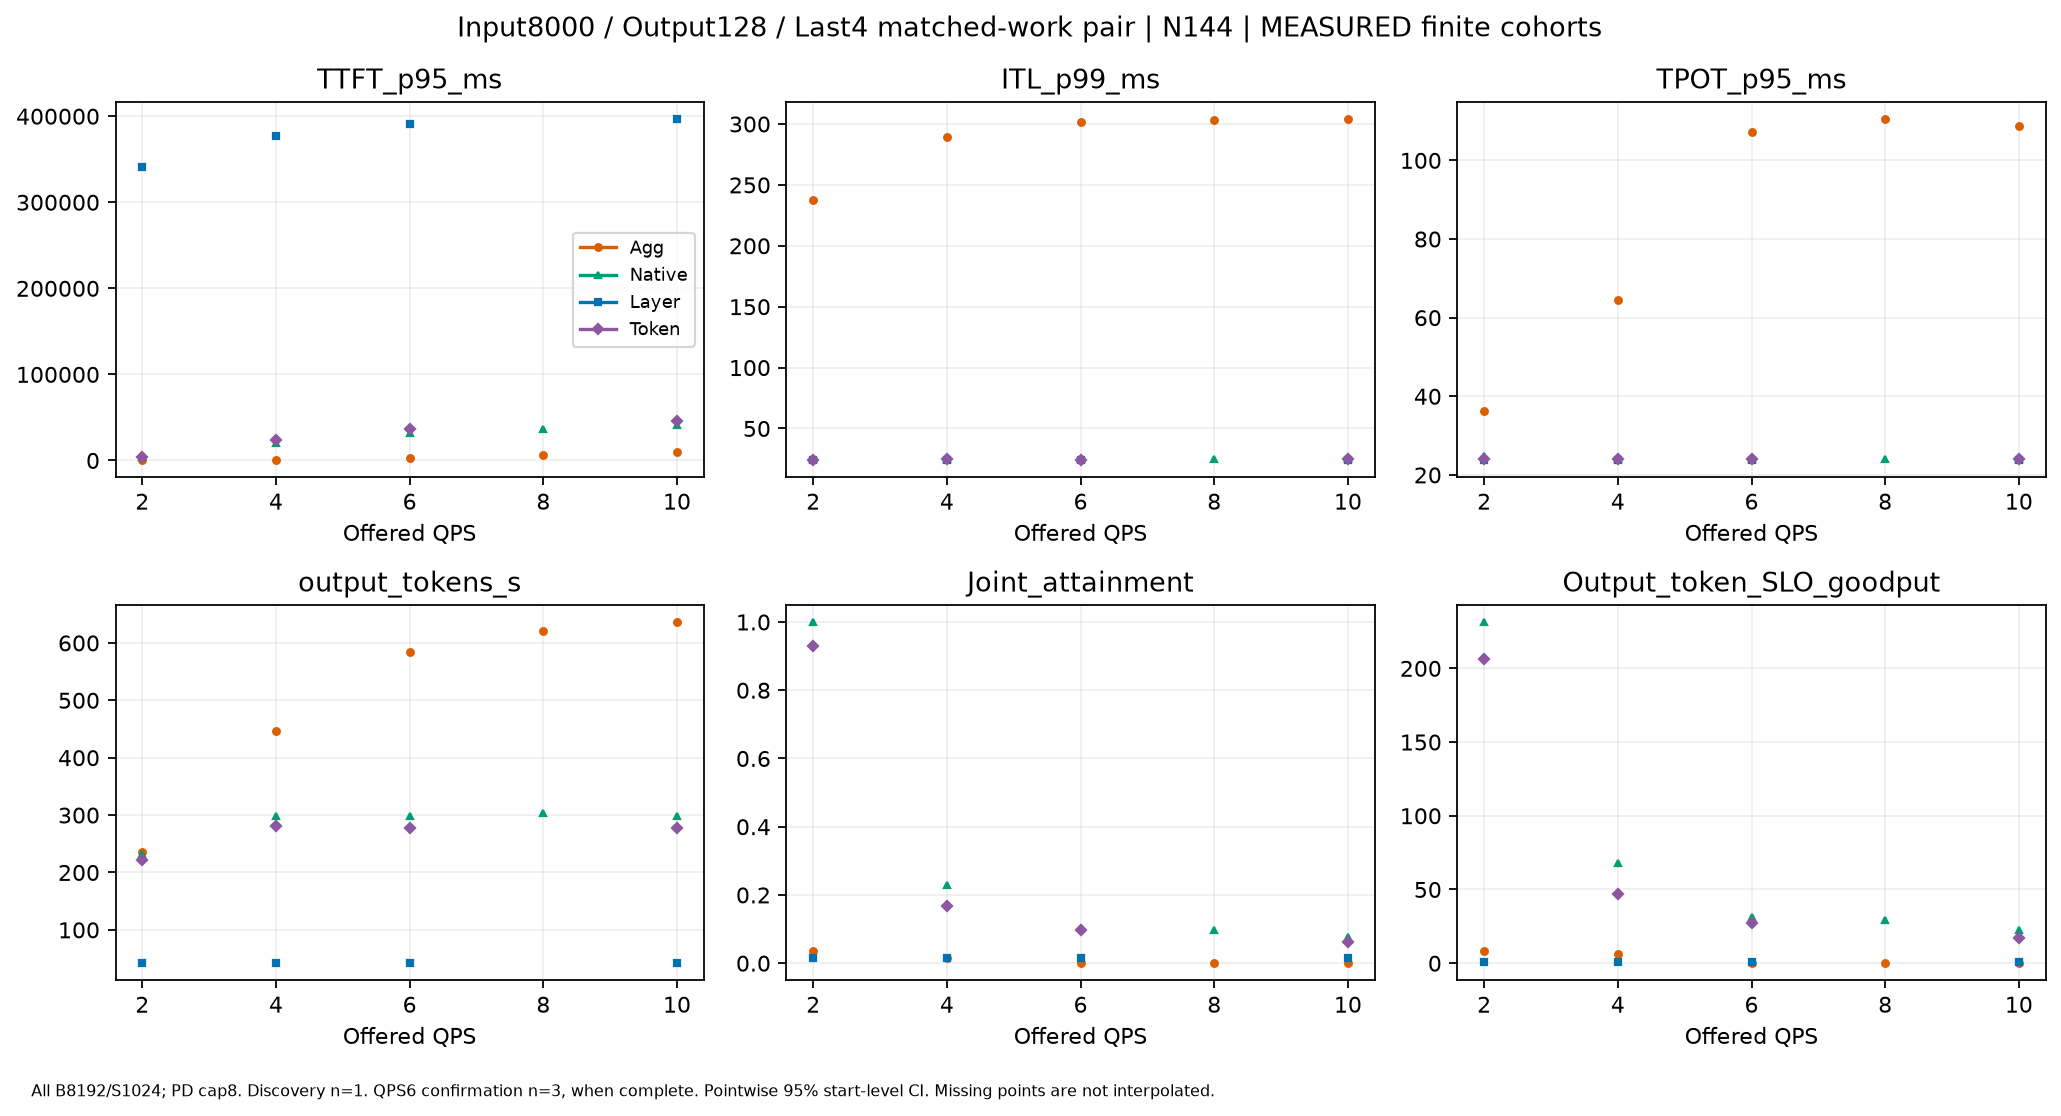 Input8000 / Output128 / Last4 matched-work pair | N144 | MEASURED finite cohorts
TTFT_p95_ms
400000
300000
200000
100000
0
2 4 6 8 10
Offered QPS
Agg
Native
Layer
Token
ITL_p99_ms
300
250
200
150
100
50
2 4 6 8 10
Offered QPS
TPOT_p95_ms
100
80
60
40
20
2 4 6 8 10
Offered QPS
output_tokens_s
600
500
400
300
200
100
2 4 6 8 10
Offered QPS
Joint_attainment
1.0
0.8
0.6
0.4
0.2
0.0
2 4 6 8 10
Offered QPS
Output_token_SLO_goodput
200
150
100
50
0
2 4 6 8 10
Offered QPS
All B8192/S1024; PD cap8. Discovery n=1. QPS6 confirmation n=3, when complete. Pointwise 95% start-level CI. Missing points are not interpolated.